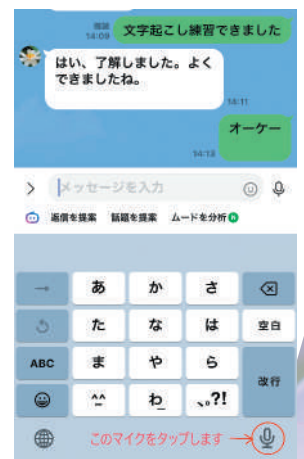 既読
14:09
文字起こし練習できました
はい、了解しました。よく
できましたね。
14:11
オーケー
14:13
メッセージを入力
返信を提案 話題を提案 ムードを分析 N
→ あ か さ
た な は 空白
ABC ま や ら 改行
^^ わ_ 、。?!
このマイクをタップします→